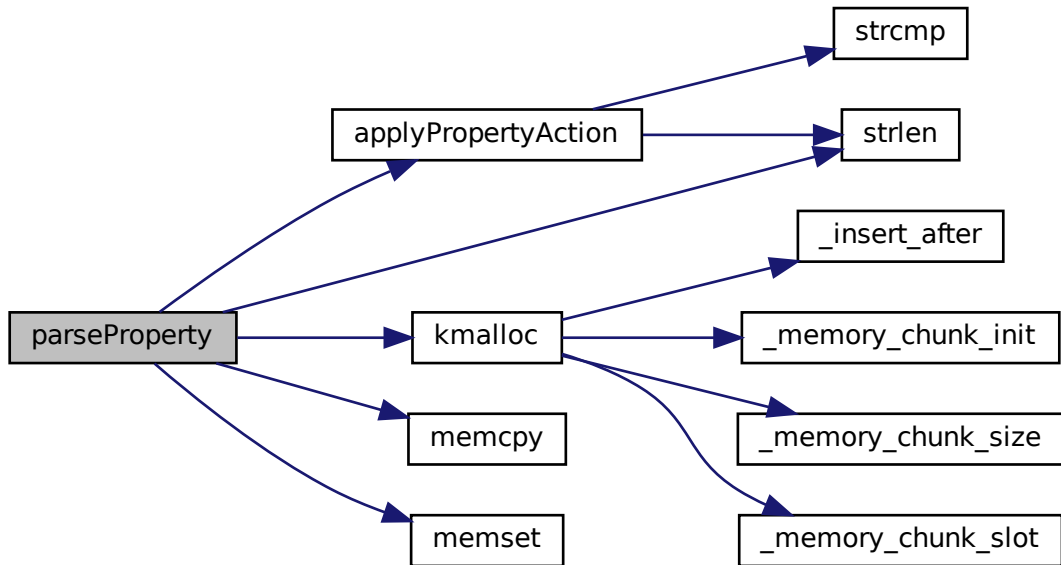 strcmp
applyPropertyAction
strlen
_insert_after
parseProperty
kmalloc
_memory_chunk_init
memcpy
_memory_chunk_size
memset
_memory_chunk_slot